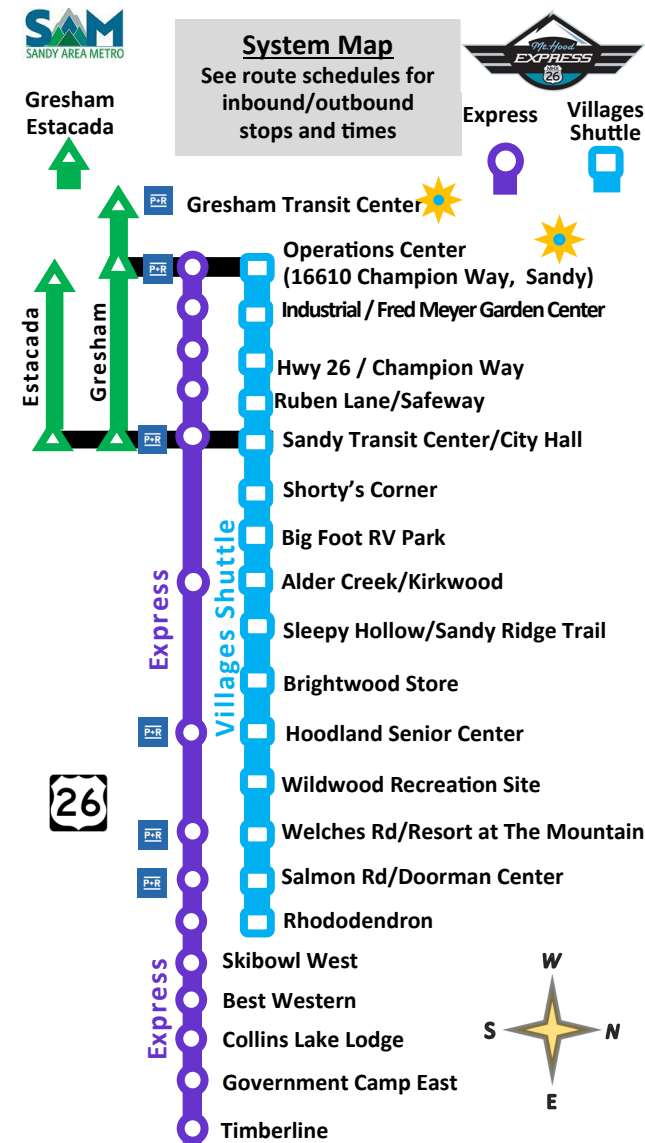 SAM
SANDY AREA METRO
System Map
See route schedules for
inbound/outbound
stops and times
Mt. Hood
EXPRESS
MHX
26
Gresham
Estacada
Express
Villages
Shuttle
P+R
Gresham Transit Center
P+R
Operations Center
(16610 Champion Way, Sandy)
Industrial / Fred Meyer Garden Center
Hwy 26 / Champion Way
Ruben Lane/Safeway
Estacada
Gresham
P+R
Sandy Transit Center/City Hall
Shorty's Corner
Big Foot RV Park
Alder Creek/Kirkwood
Express
Villages Shuttle
Sleepy Hollow/Sandy Ridge Trail
Brightwood Store
P+R
Hoodland Senior Center
26
Wildwood Recreation Site
P+R
Welches Rd/Resort at The Mountain
P+R
Salmon Rd/Doorman Center
Rhododendron
Express
Skibowl West
Best Western
Collins Lake Lodge
Government Camp East
Timberline
W
S
N
E